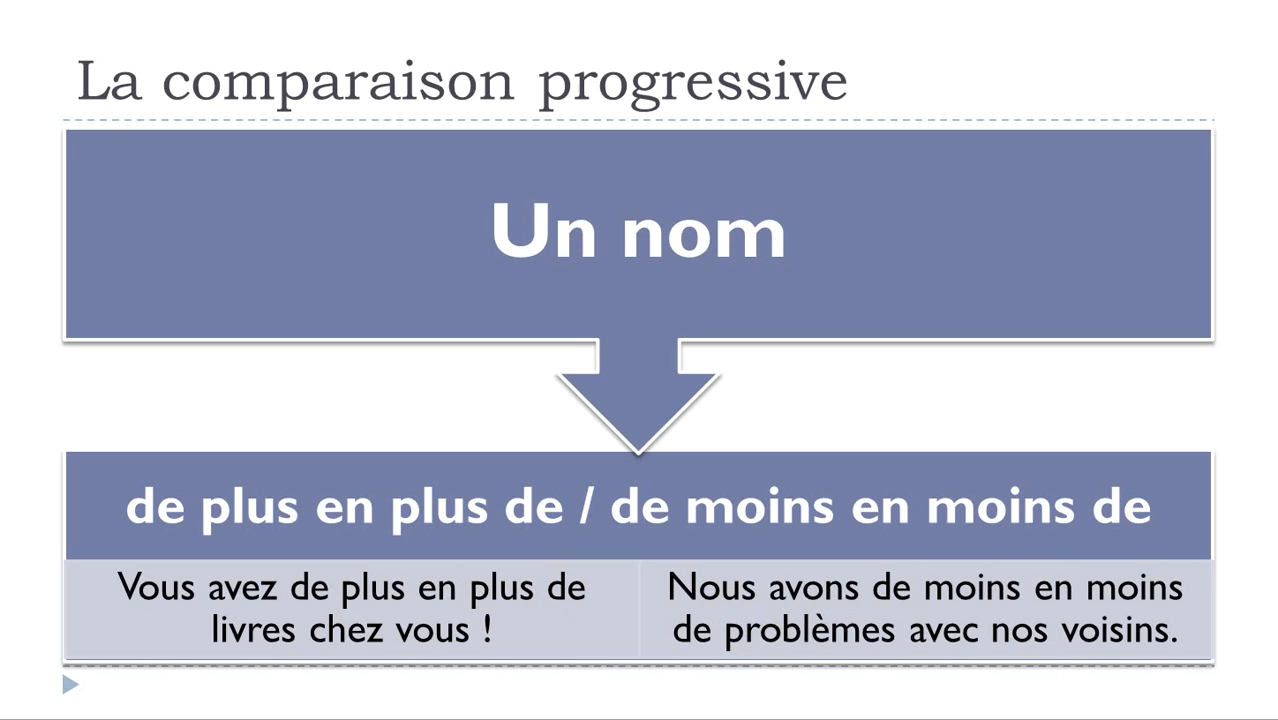 La comparaison progressive
Un nom
de plus en plus de / de moins en moins de
Vous avez de plus en plus de
livres chez vous !
Nous avons de moins en moins
de problèmes avec nos voisins.